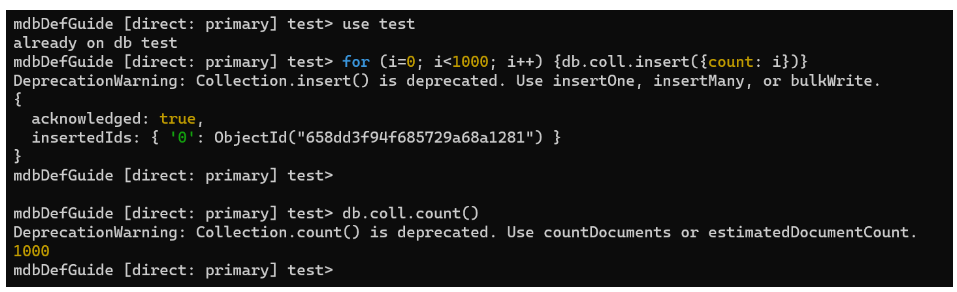 mdbDefGuide [direct: primary] test> use test
already on db test
mdbDefGuide [direct: primary] test> for (i=0; i<1000; i++) {db.coll.insert({count: i})}
DeprecationWarning: Collection.insert() is deprecated. Use insertOne, insertMany, or bulkWrite.
{
  acknowledged: true,
  insertedIds: { '0': ObjectId("658dd3f94f685729a68a1281") }
}
mdbDefGuide [direct: primary] test>
mdbDefGuide [direct: primary] test> db.coll.count()
DeprecationWarning: Collection.count() is deprecated. Use countDocuments or estimatedDocumentCount.
1000
mdbDefGuide [direct: primary] test>